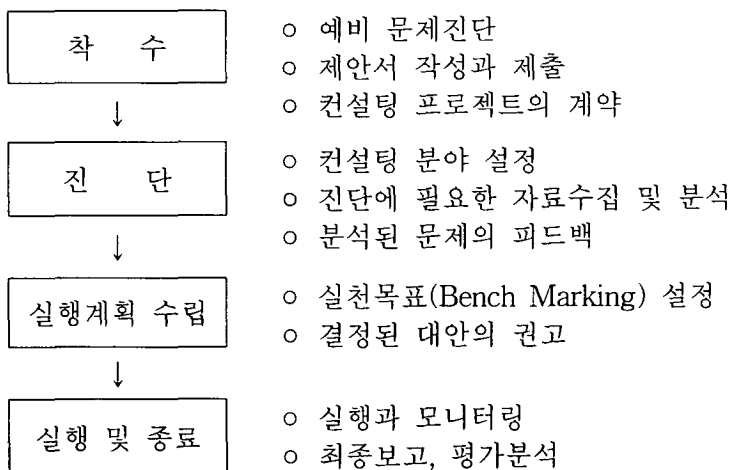 착 수
○ 예비 문제진단
○ 제안서 작성과 제출
○ 컨설팅 프로젝트의 계약
↓
진 단
○ 컨설팅 분야 설정
○ 진단에 필요한 자료수집 및 분석
○ 분석된 문제의 피드백
↓
실행계획 수립
○ 실천목표(Bench Marking) 설정
○ 결정된 대안의 권고
↓
실행 및 종료
○ 실행과 모니터링
○ 최종보고, 평가분석